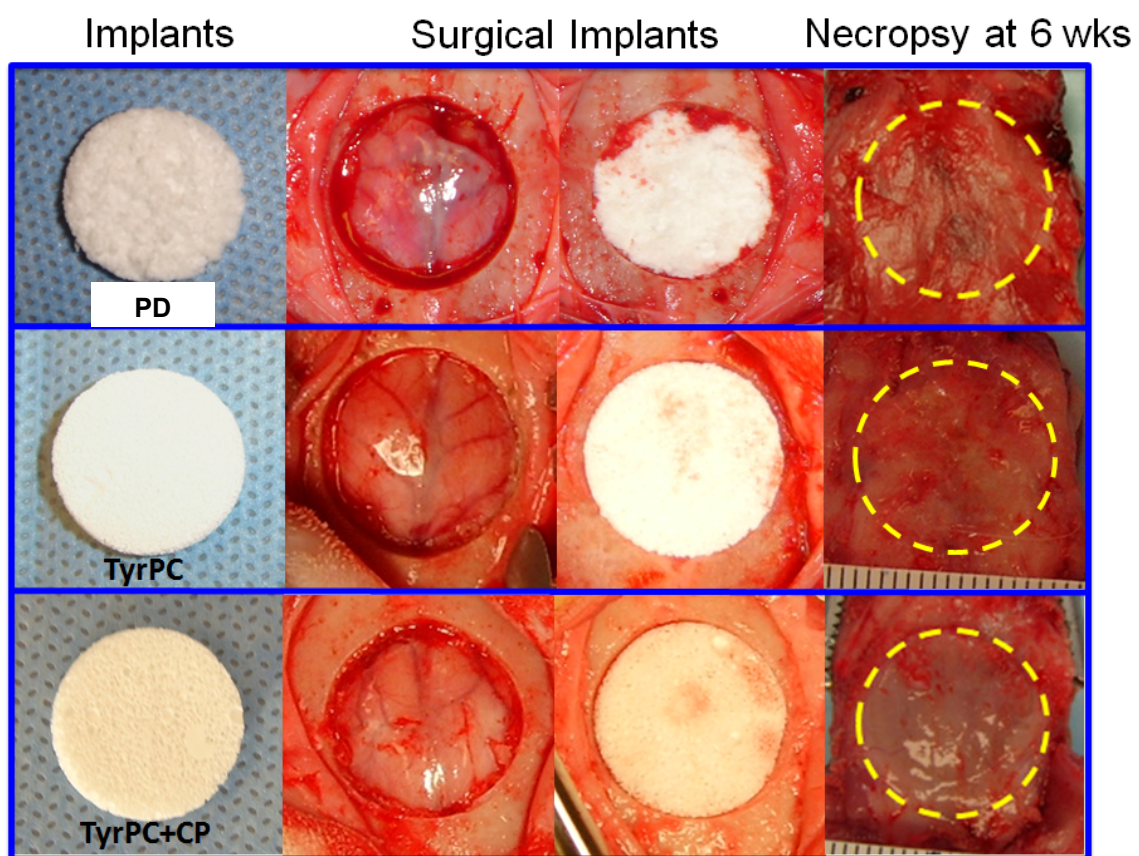 Implants
Surgical Implants
Necropsy at 6 wks
PD
TyrPC
TyrPC+CP